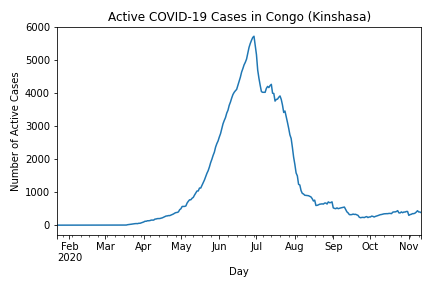 Active COVID-19 Cases in Congo (Kinshasa)
Number of Active Cases
6000
5000
4000
3000
2000
1000
0
Feb Mar Apr May Jun Jul Aug Sep Oct Nov
2020
Day